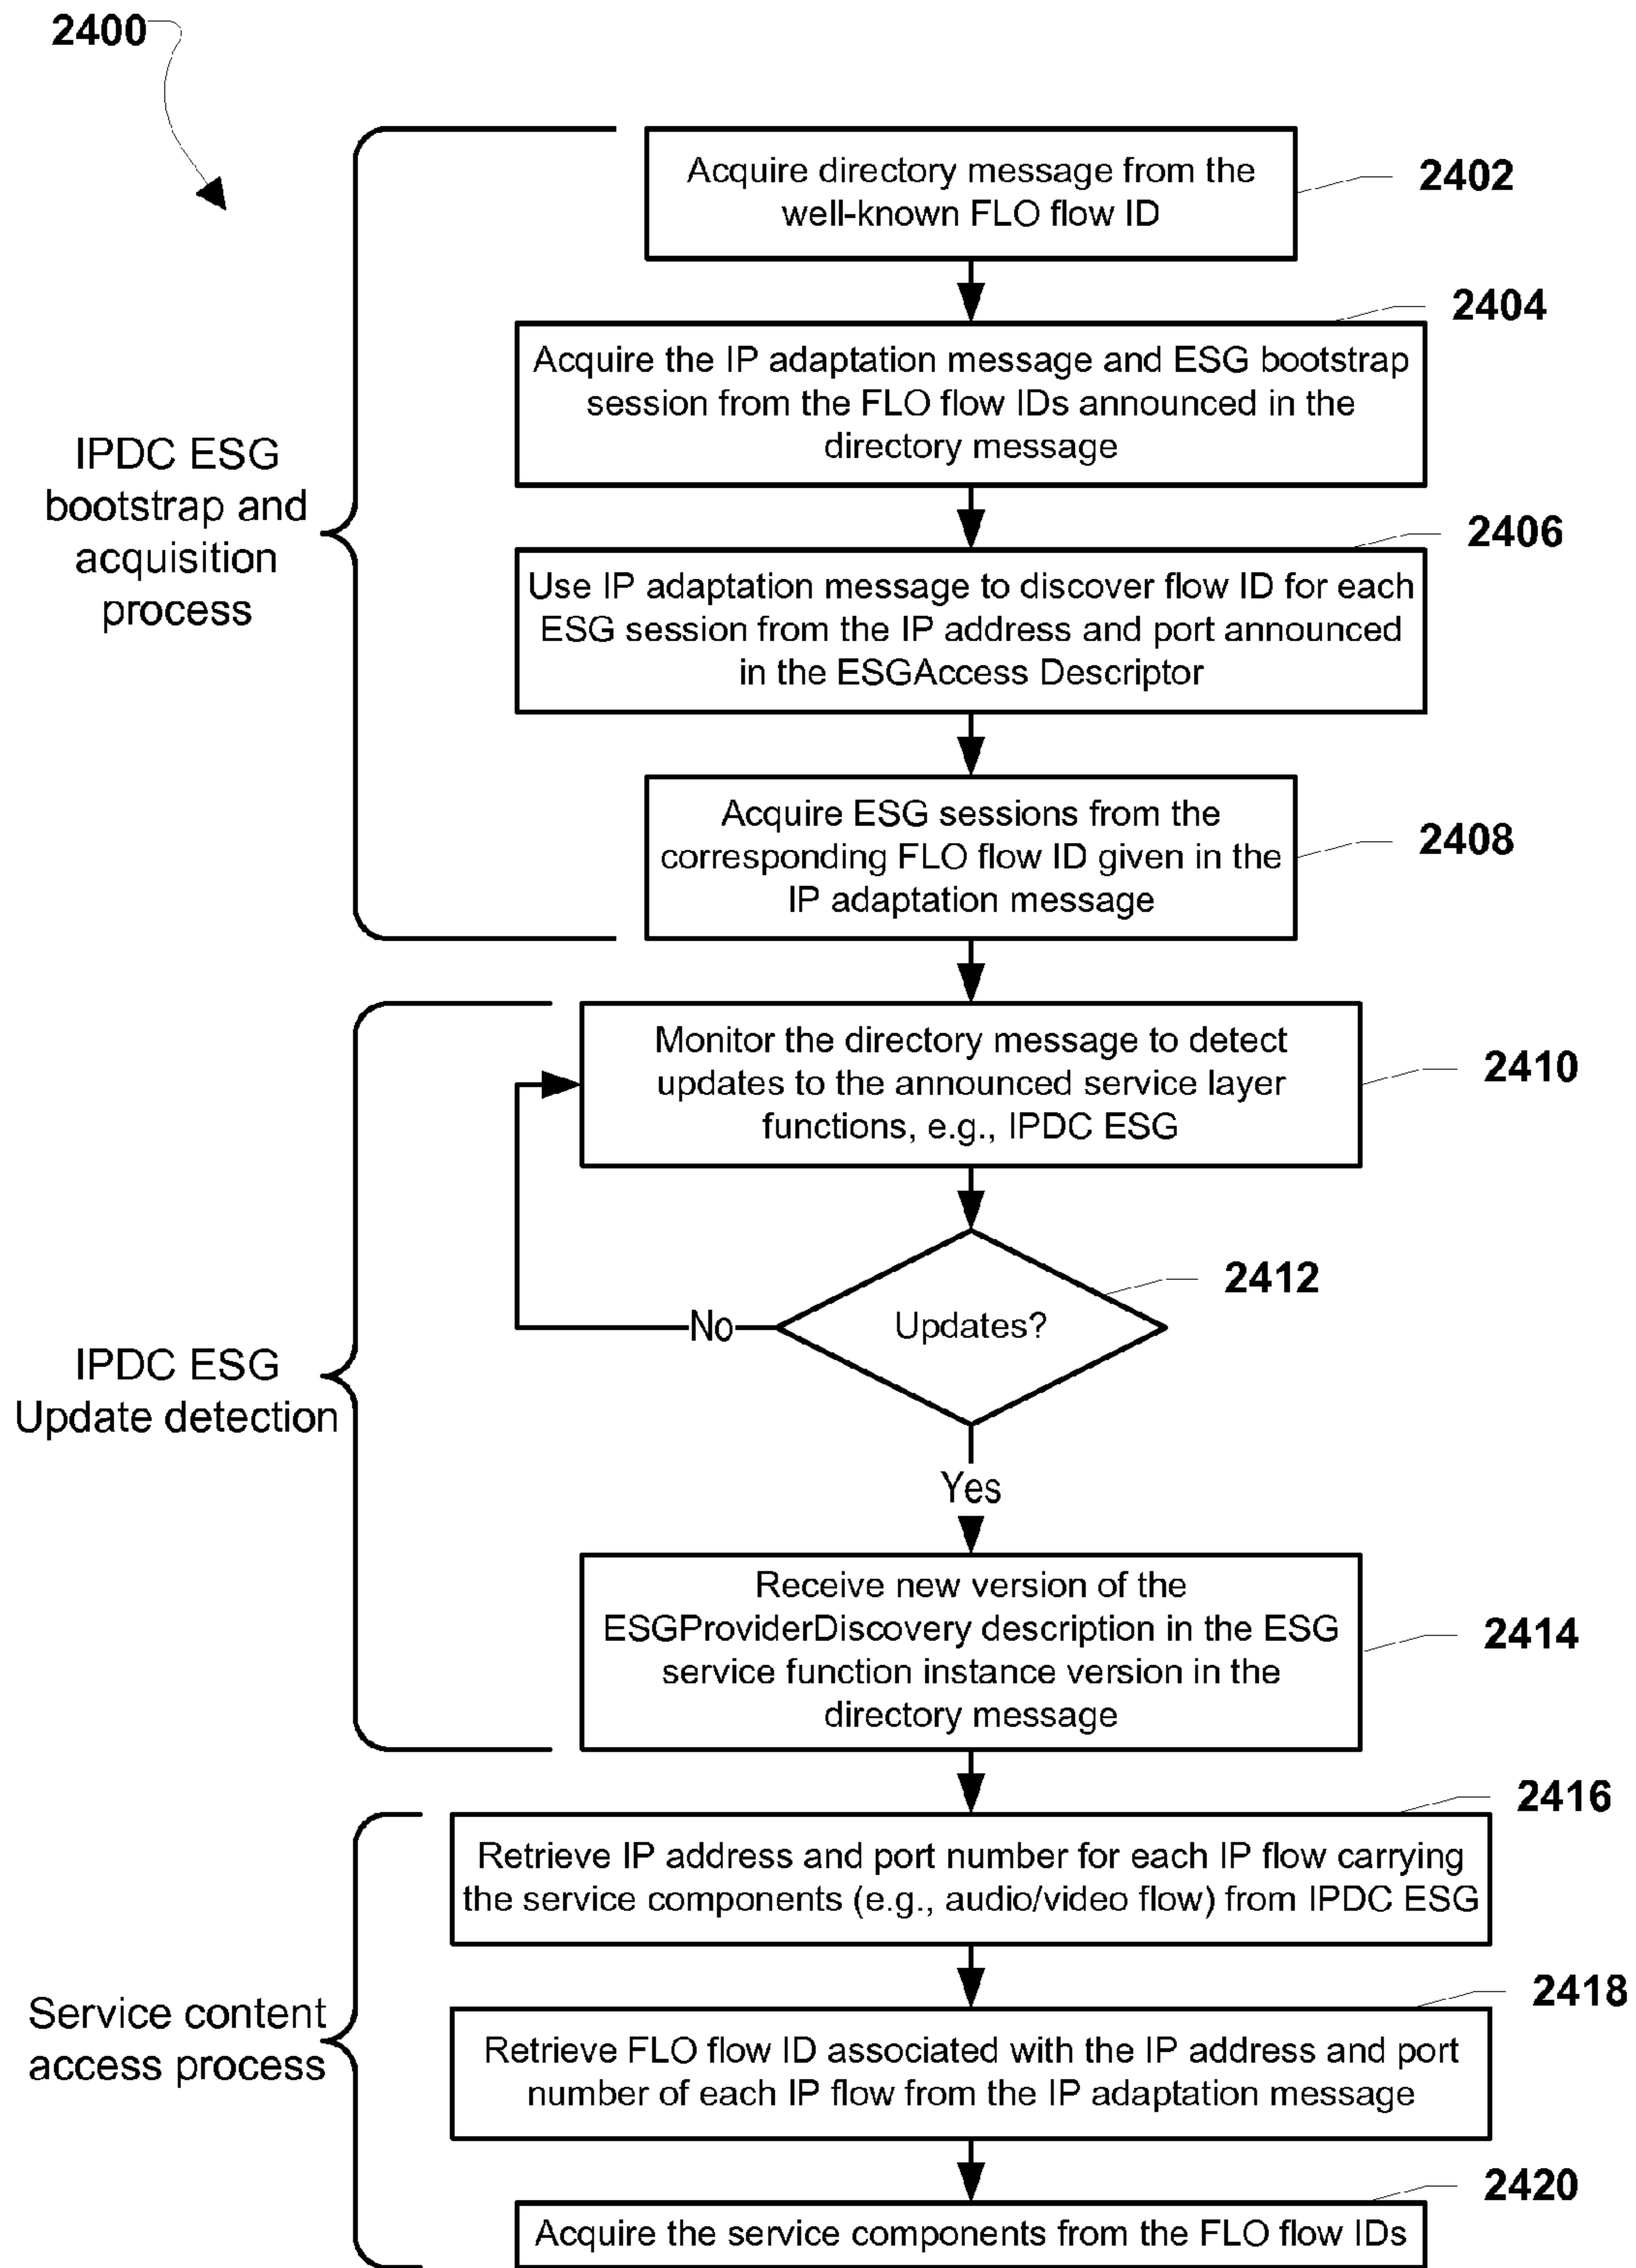 2400
Acquire directory message from the
well-known FLO flow ID
2402
2404
Acquire the IP adaptation message and ESG bootstrap
session from the FLO flow IDs announced in the
directory message
IPDC ESG
bootstrap and
acquisition
process
2406
Use IP adaptation message to discover flow ID for each
ESG session from the IP address and port announced
in the ESGAccess Descriptor
Acquire ESG sessions from the
corresponding FLO flow ID given in the
IP adaptation message
2408
Monitor the directory message to detect
updates to the announced service layer
functions, e.g., IPDC ESG
2410
2412
Updates?
No
IPDC ESG
Update detection
Yes
Receive new version of the
ESGProviderDiscovery description in the ESG
service function instance version in the
directory message
2414
2416
Retrieve IP address and port number for each IP flow carrying
the service components (e.g., audio/video flow) from IPDC ESG
2418
Service content
access process
Retrieve FLO flow ID associated with the IP address and port
number of each IP flow from the IP adaptation message
2420
Acquire the service components from the FLO flow IDs